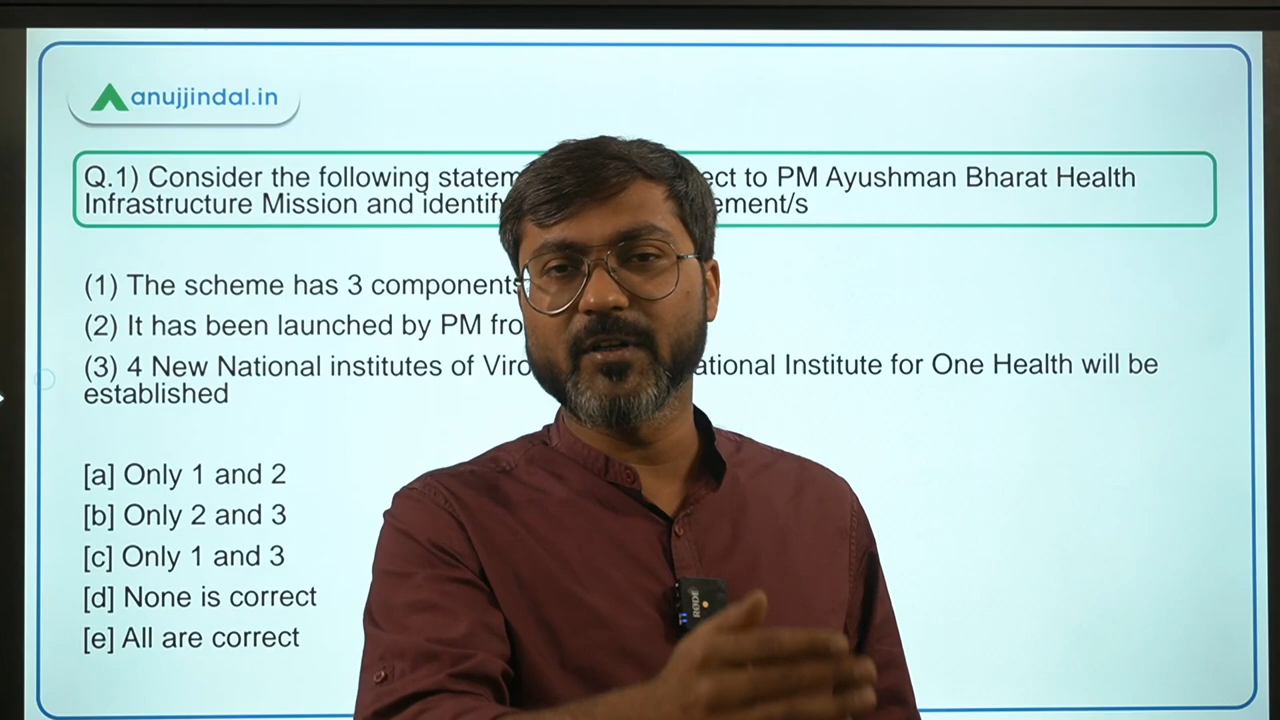 anujjindal.in
Q.1) Consider the following statem ect to PM Ayushman Bharat Health
Infrastructure Mission and identify ement/s
(1) The scheme has 3 components
(2) It has been launched by PM fro
(3) 4 New National institutes of Viro ational Institute for One Health will be
established
[a] Only 1 and 2
[b] Only 2 and 3
[c] Only 1 and 3
[d] None is correct
[e] All are correct
RODE